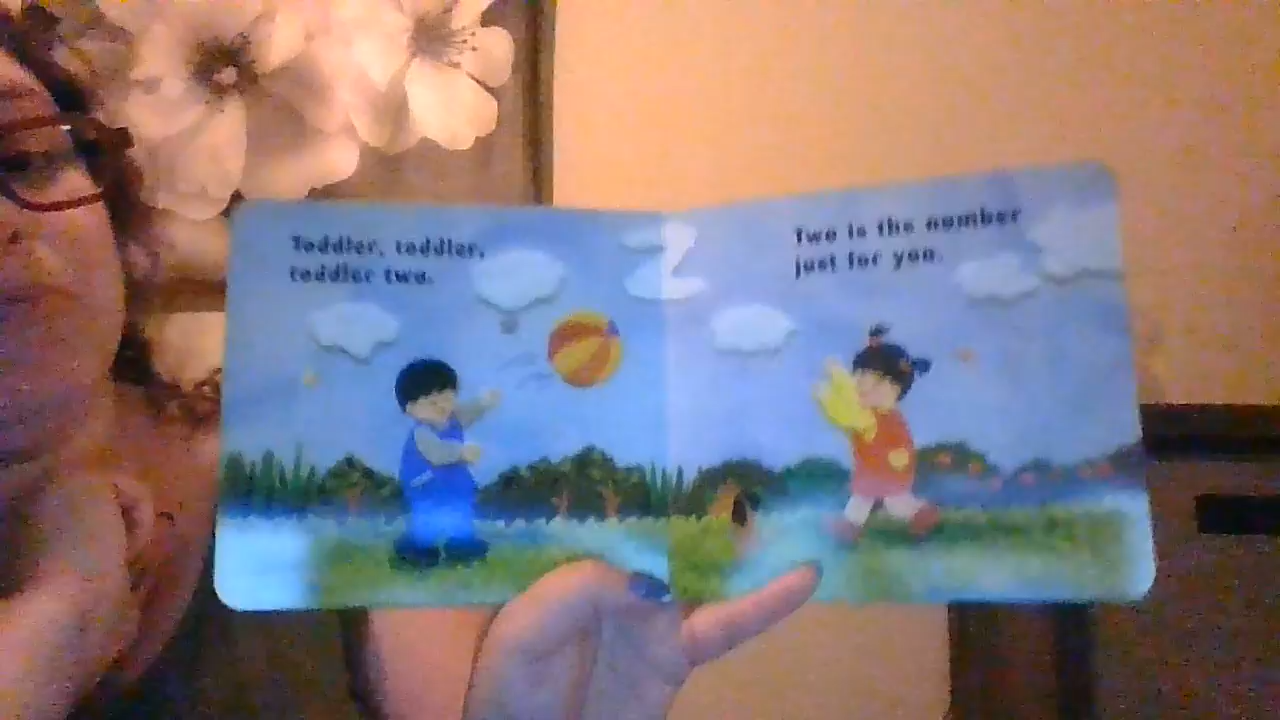 Toddler, toddler,
toddler two.
Two is the number
just for you.